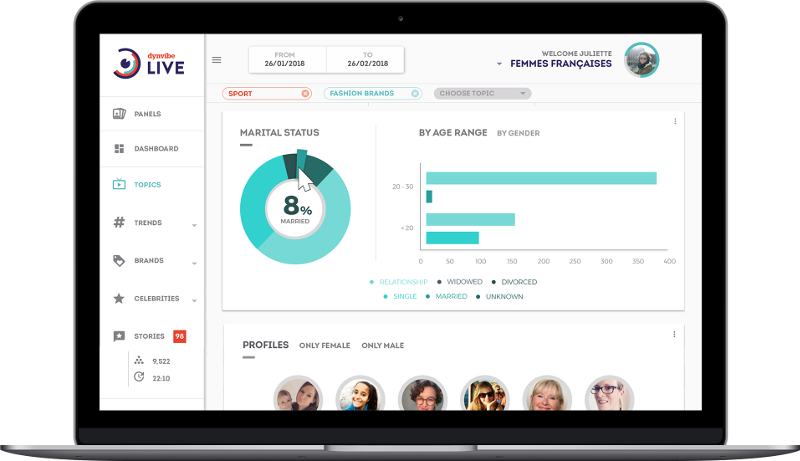 dynvibe
LIVE
FROM
26/01/2018
TO
26/02/2018
WELCOME JULIETTE
FEMMES FRANÇAISES
SPORT
FASHION BRANDS
CHOOSE TOPIC
PANELS
DASHBOARD
TOPICS
TRENDS
BRANDS
CELEBRITIES
STORIES
98
9,522
22:10
MARITAL STATUS
8%
MARRIED
BY AGE RANGE
BY GENDER
20 - 30
<20
0 50 100 150 200 250 300 350 400
RELATIONSHIP WIDOWED DIVORCED
SINGLE MARRIED UNKNOWN
PROFILES ONLY FEMALE ONLY MALE